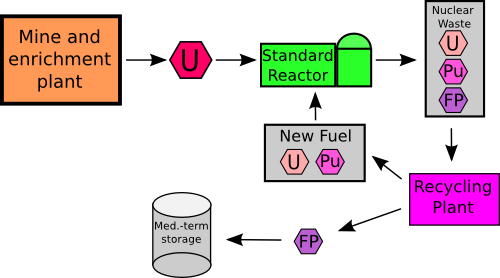 Mine and
enrichment
plant
U
Standard
Reactor
Nuclear
Waste
U
Pu
FP
New Fuel
U Pu
Recycling
Plant
Med.-term
storage
FP